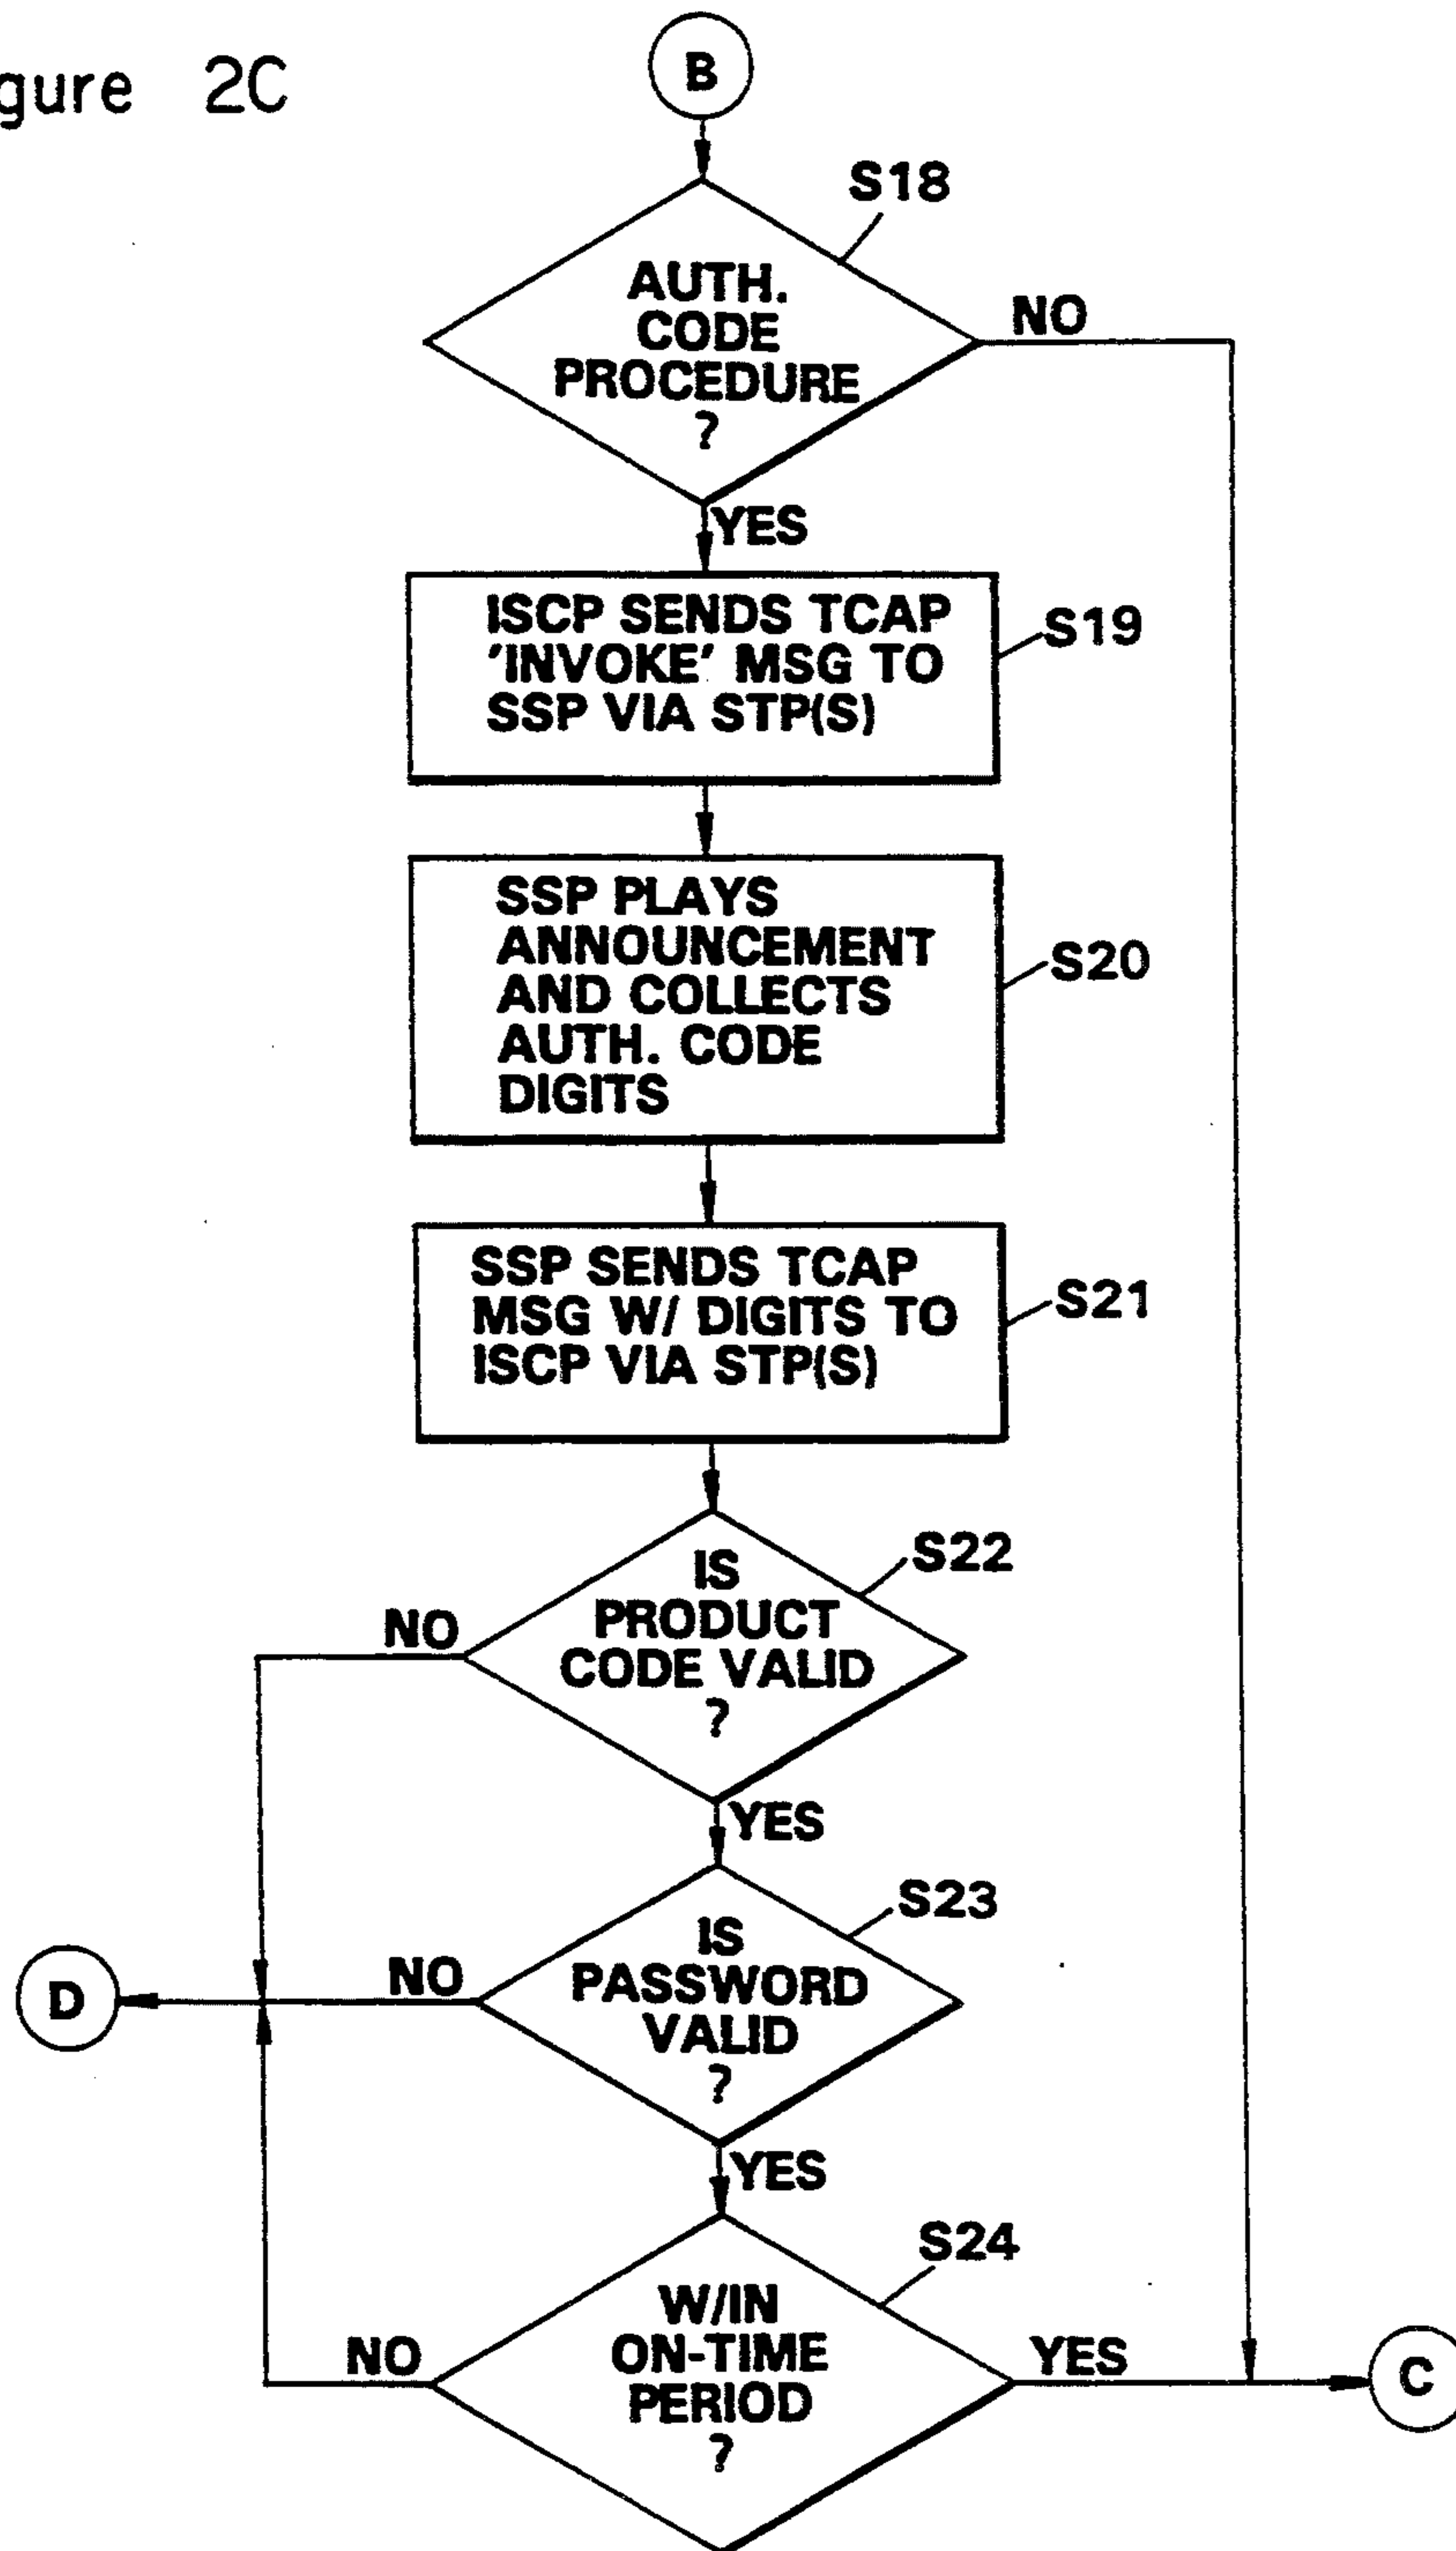 gure 2C
B
S18
AUTH.
CODE
PROCEDURE
?
NO
YES
ISCP SENDS TCAP
'INVOKE' MSG TO
SSP VIA STP(S)
S19
SSP PLAYS
ANNOUNCEMENT
AND COLLECTS
AUTH. CODE
DIGITS
S20
SSP SENDS TCAP
MSG W/ DIGITS TO
ISCP VIA STP(S)
S21
S22
IS
PRODUCT
CODE VALID
?
NO
YES
S23
IS
PASSWORD
VALID
?
NO
D
YES
S24
W/IN
ON-TIME
PERIOD
?
NO
YES
C